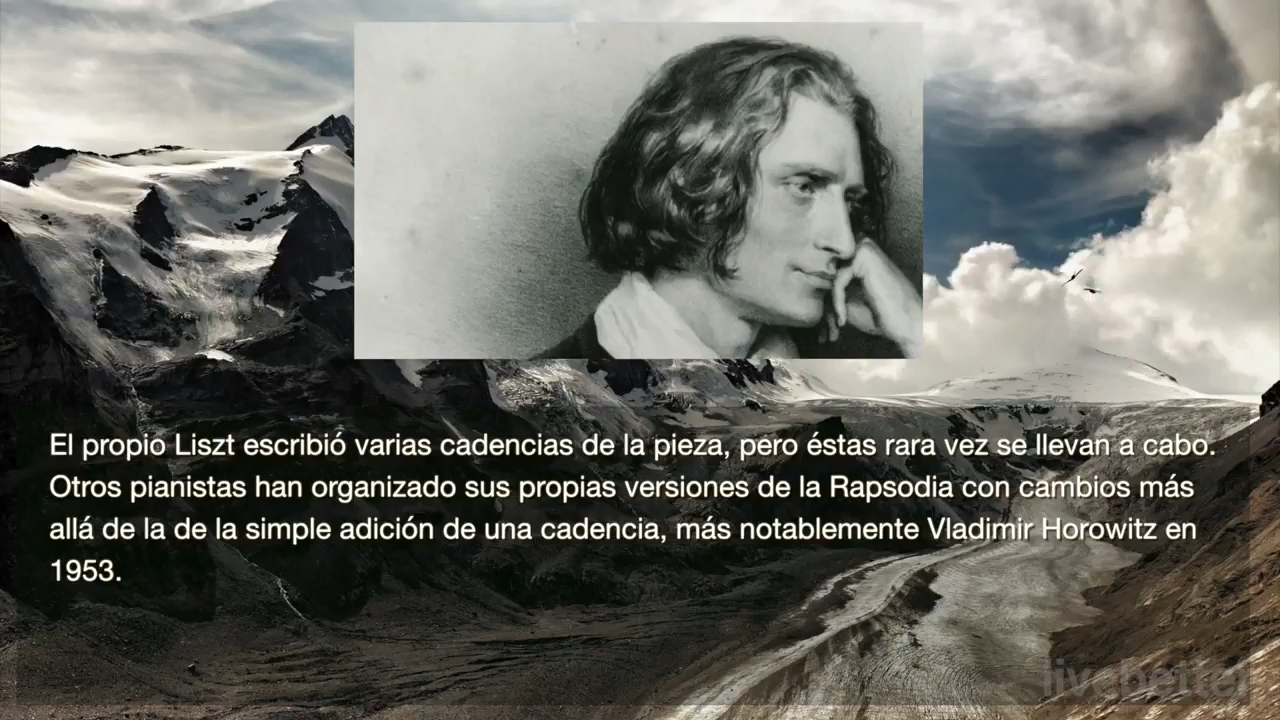 El propio Liszt escribió varias cadencias de la pieza, pero éstas rara vez se llevan a cabo.
Otros pianistas han organizado sus propias versiones de la Rapsodia con cambios más
allá de la de la simple adición de una cadencia, más notablemente Vladimir Horowitz en
1953.
livebetter